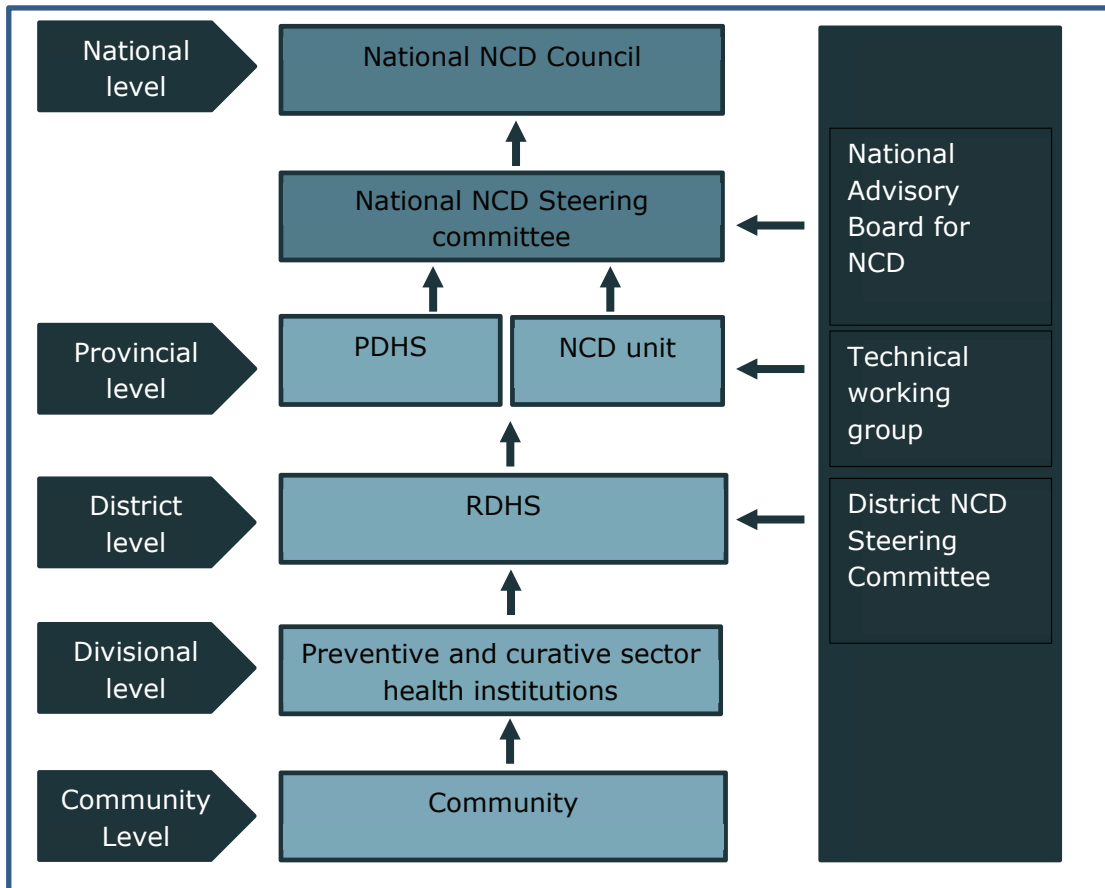 National
level
National NCD Council
National
Advisory
Board for
NCD
National NCD Steering
committee
Provincial
level
PDHS
NCD unit
Technical
working
group
District
level
RDHS
District NCD
Steering
Committee
Divisional
level
Preventive and curative sector
health institutions
Community
Level
Community